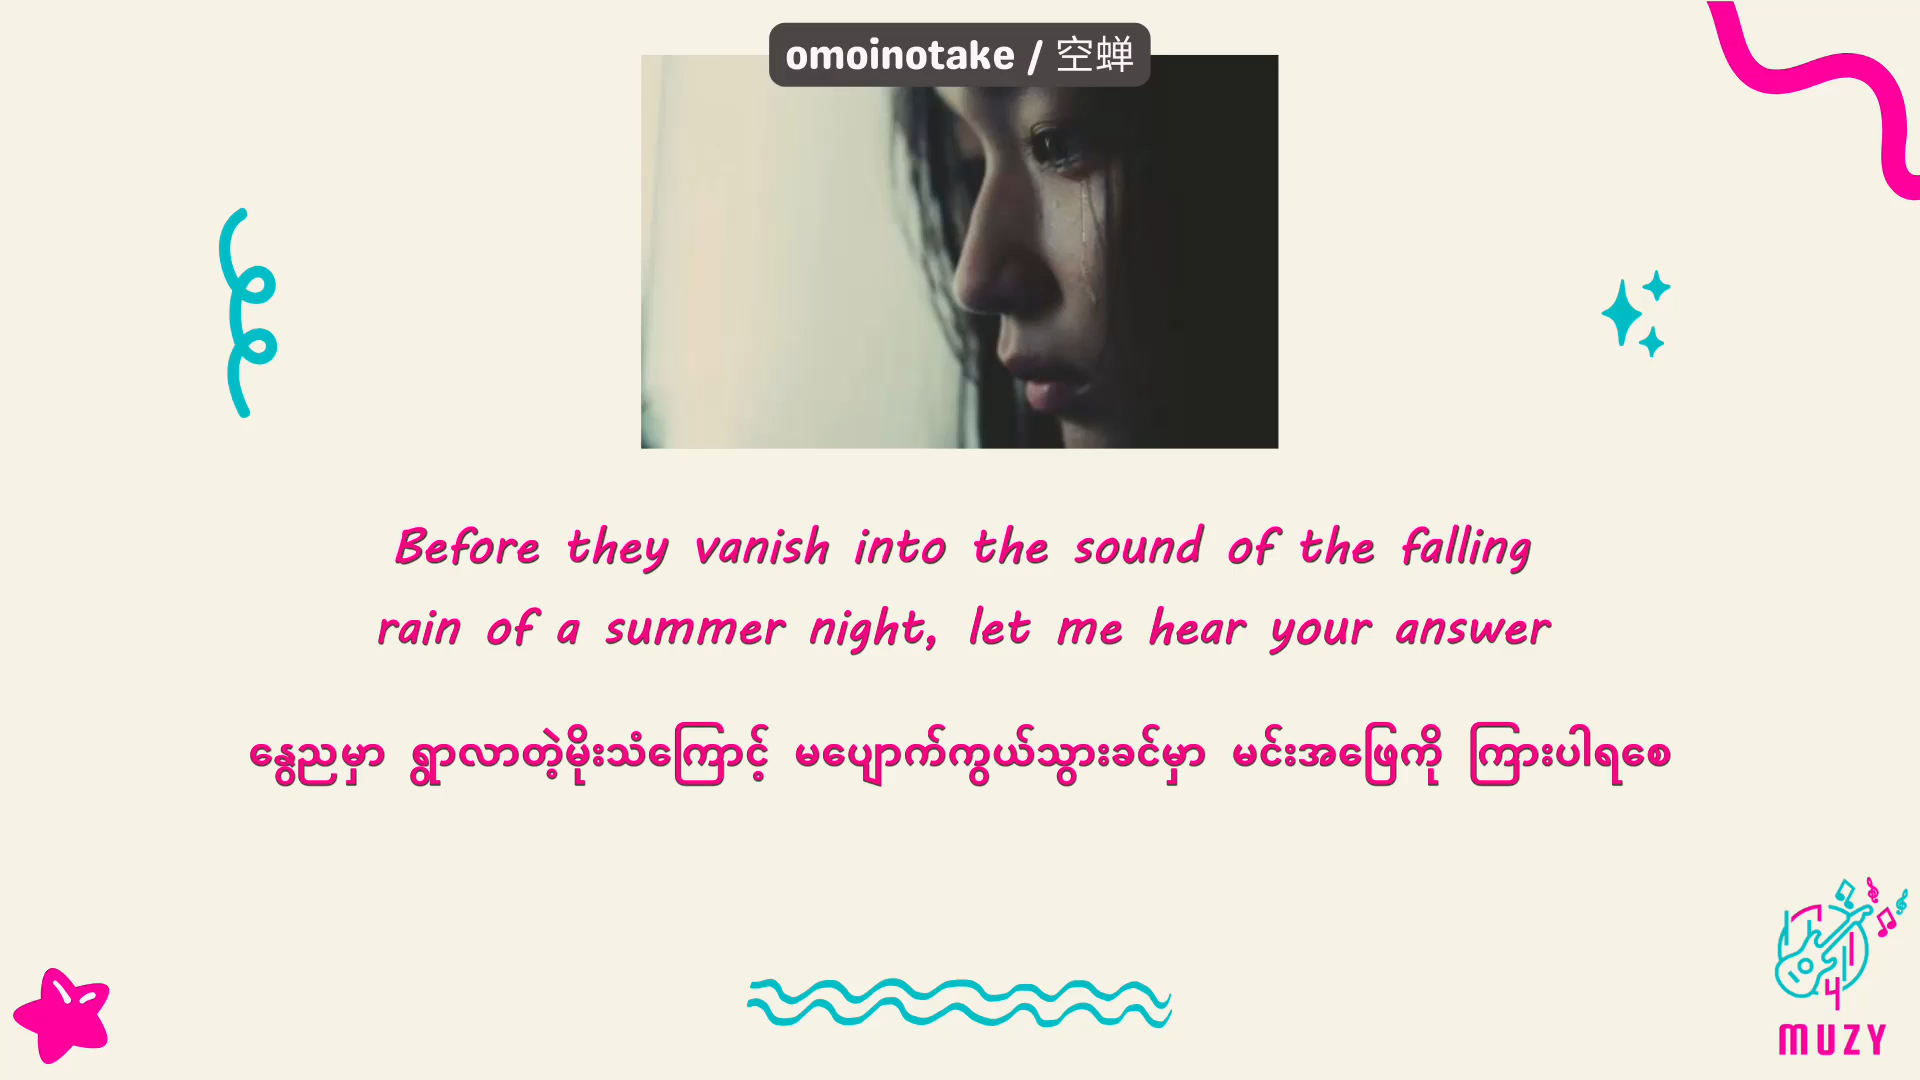 omoinotake / 空蝉
Before they vanish into the sound of the falling
rain of a summer night, let me hear your answer
နွေညမှာ ရွာလာတဲ့မိုးသံကြောင့် မပျောက်ကွယ်သွားခင်မှာ မင်းအဖြေကို ကြားပါရစေ
MUZY